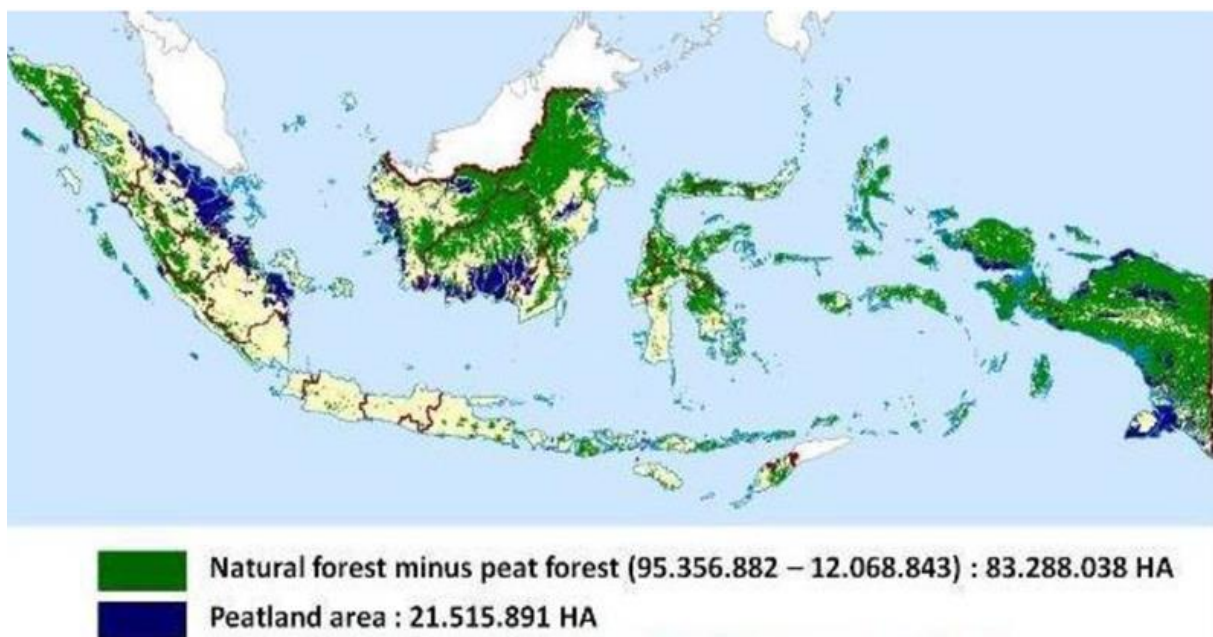 Natural forest minus peat forest (95.356.882 – 12.068.843) : 83.288.038 HA
Peatland area : 21.515.891 HA